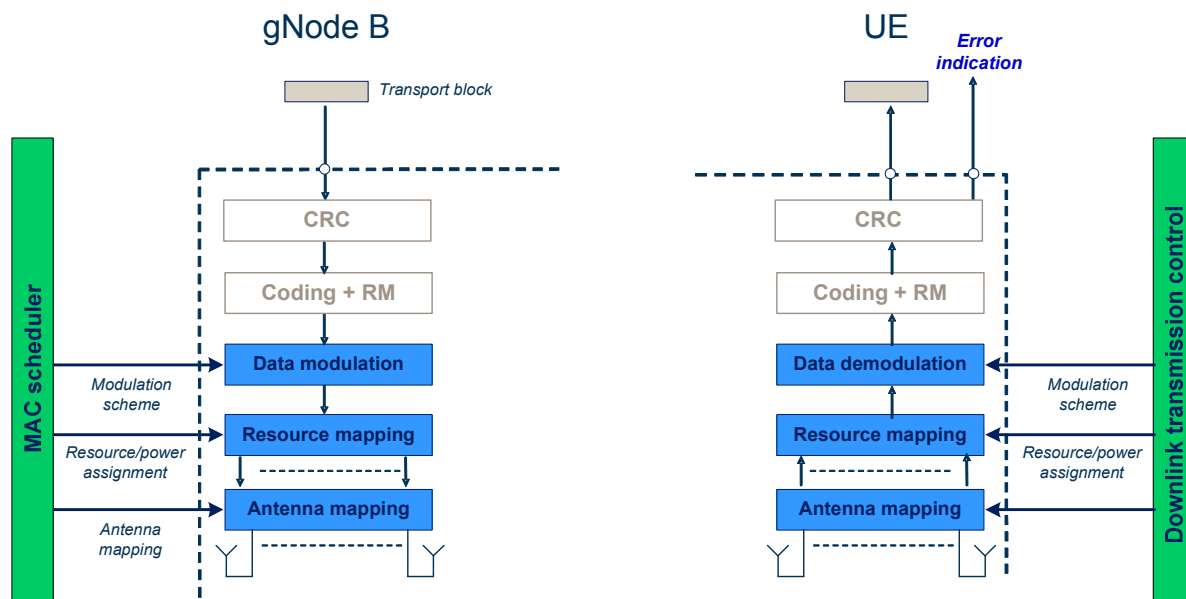 gNode B
UE
Error
indication
Transport block
CRC
CRC
Coding + RM
Coding + RM
MAC scheduler
Data modulation
Data demodulation
Downlink transmission control
Modulation
scheme
Modulation
scheme
Resource mapping
Resource mapping
Resource/power
assignment
Resource/power
assignment
Antenna mapping
Antenna mapping
Antenna
mapping